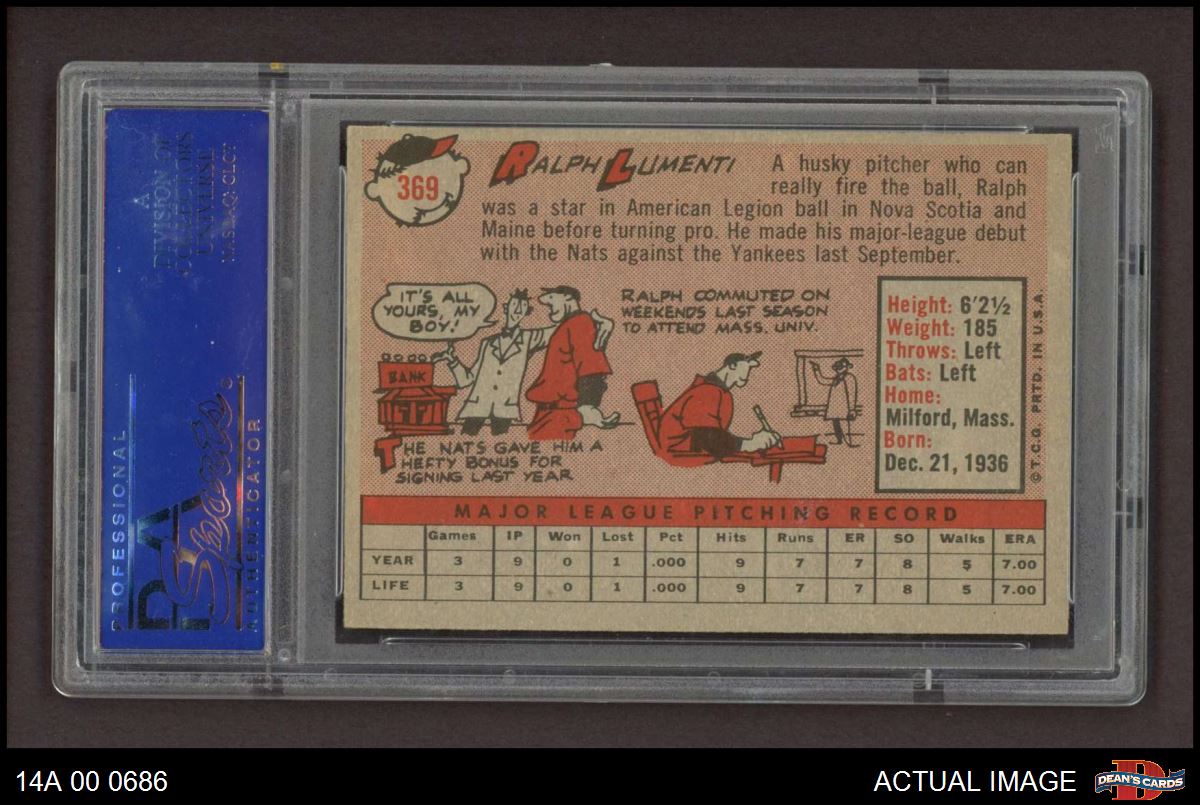 A
DIVISION OF
COLLECTORS
UNIVERSE
NASDAQ: CLCT
PROFESSIONAL
PSA
Sports
AUTHENTICATOR
369
RALPH LUMENTI
A husky pitcher who can
really fire the ball, Ralph
was a star in American Legion ball in Nova Scotia and
Maine before turning pro. He made his major-league debut
with the Nats against the Yankees last September.
IT'S ALL
YOURS, MY
BOY!
BANK
THE NATS GAVE HIM A
HEFTY BONUS FOR
SIGNING LAST YEAR
RALPH COMMUTED ON
WEEKENDS LAST SEASON
TO ATTEND MASS. UNIV.
Height: 6'2½
Weight: 185
Throws: Left
Bats: Left
Home:
Milford, Mass.
Born:
Dec. 21, 1936
© T.C.G. PRTD. IN U.S.A.
MAJOR LEAGUE PITCHING RECORD
Games IP Won Lost Pct Hits Runs ER SO Walks ERA
YEAR 3 9 0 1 .000 9 7 7 8 5 7.00
LIFE 3 9 0 1 .000 9 7 7 8 5 7.00
14A 00 0686
ACTUAL IMAGE
DEAN'S CARDS